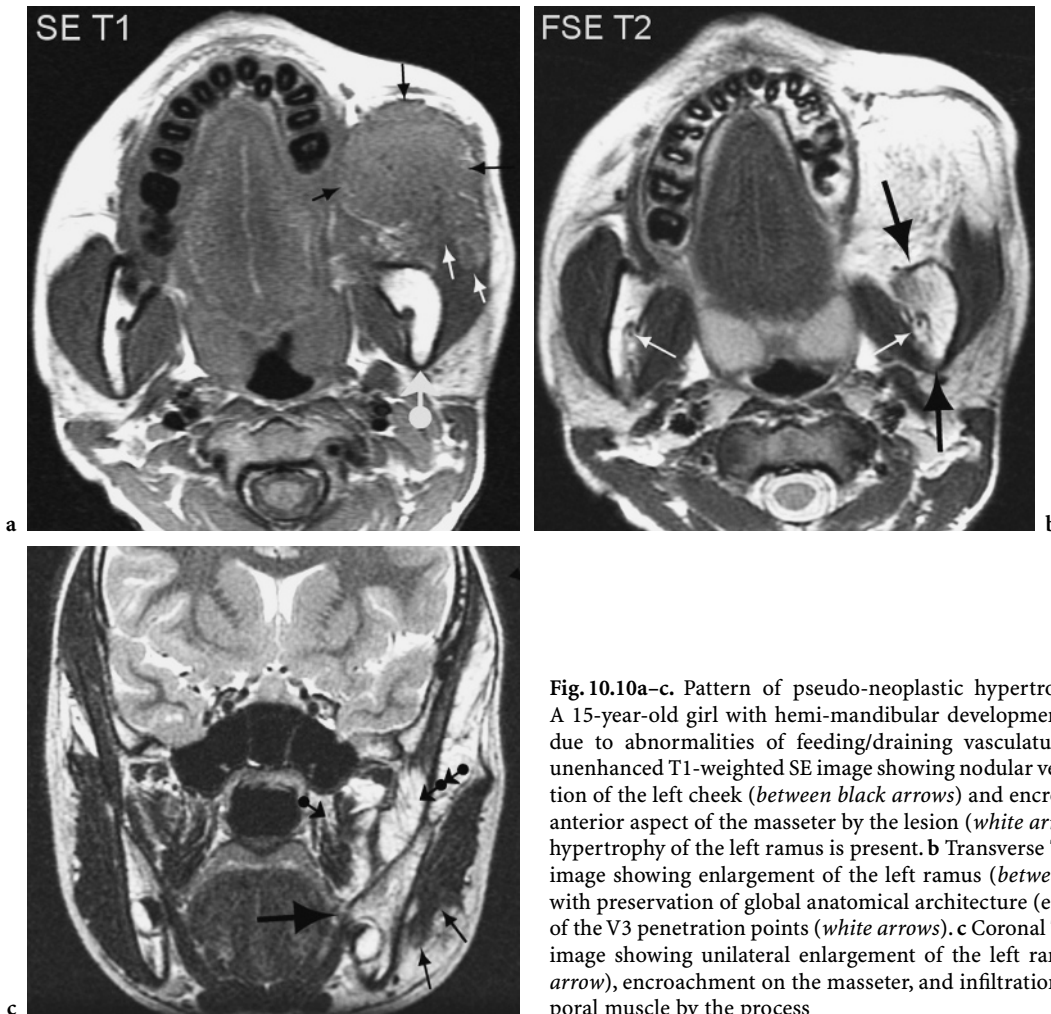 SE T1
FSE T2
a
b
c
Fig. 10.10a–c. Pattern of pseudo-neoplastic hypertro
A 15-year-old girl with hemi-mandibular developmen
due to abnormalities of feeding/draining vasculatu
unenhanced T1-weighted SE image showing nodular ve
tion of the left cheek (between black arrows) and encro
anterior aspect of the masseter by the lesion (white ar
hypertrophy of the left ramus is present. b Transverse
image showing enlargement of the left ramus (betwe
with preservation of global anatomical architecture (e
of the V3 penetration points (white arrows). c Coronal
image showing unilateral enlargement of the left ran
arrow), encroachment on the masseter, and infiltration
poral muscle by the process